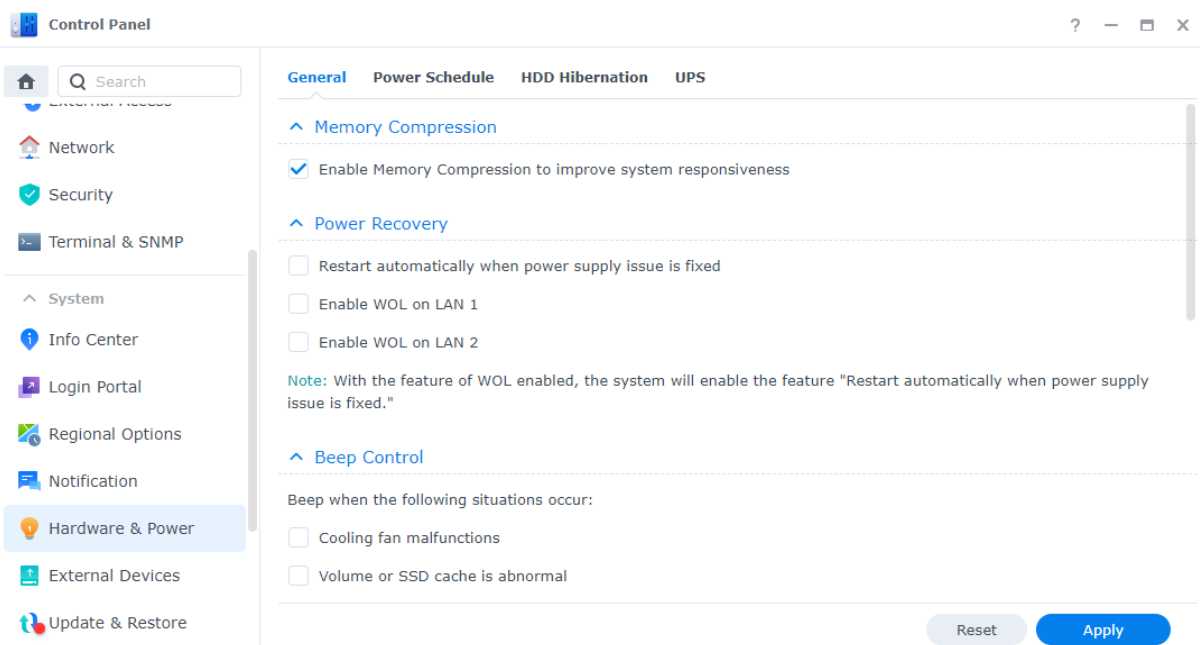 Control Panel
Search
External Access
Network
Security
Terminal & SNMP
System
Info Center
Login Portal
Regional Options
Notification
Hardware & Power
External Devices
Update & Restore
General
Power Schedule
HDD Hibernation
UPS
Memory Compression
Enable Memory Compression to improve system responsiveness
Power Recovery
Restart automatically when power supply issue is fixed
Enable WOL on LAN 1
Enable WOL on LAN 2
Note: With the feature of WOL enabled, the system will enable the feature "Restart automatically when power supply
issue is fixed."
Beep Control
Beep when the following situations occur:
Cooling fan malfunctions
Volume or SSD cache is abnormal
Reset
Apply